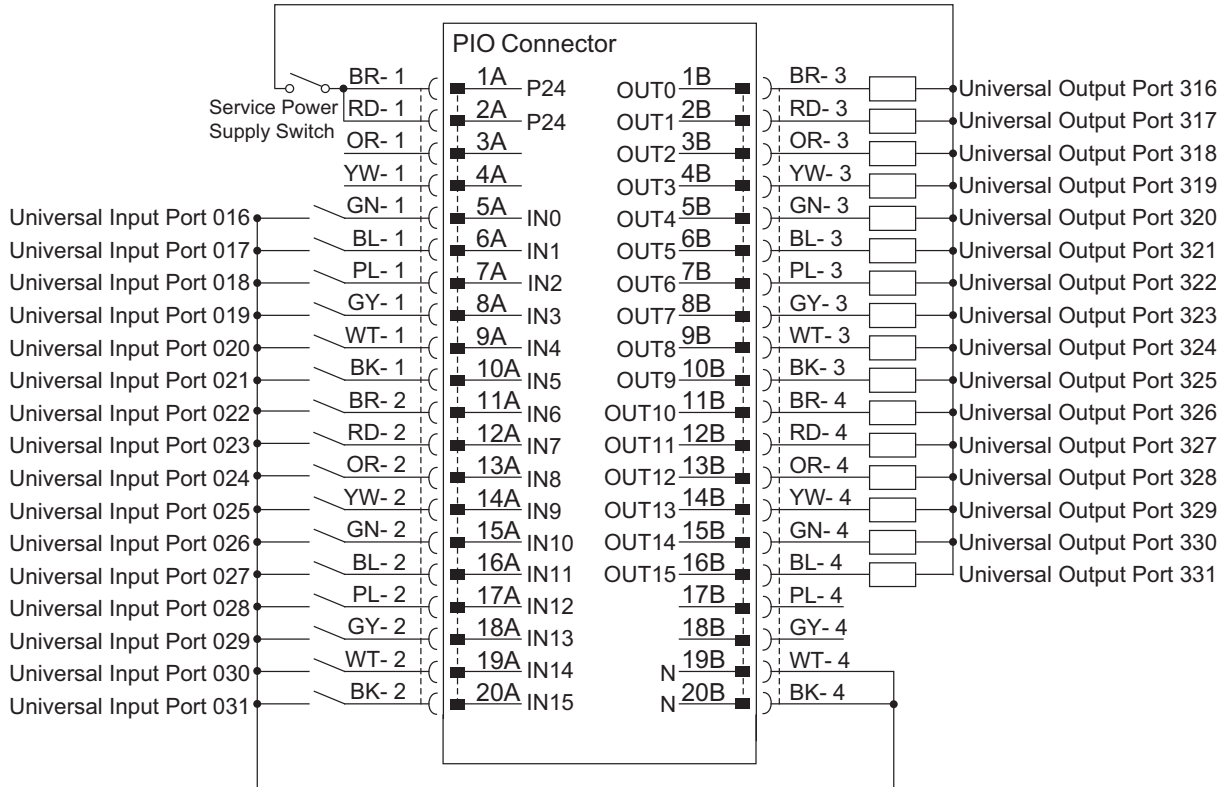 PIO Connector
BR- 1 1A P24 OUT0 1B BR- 3 Universal Output Port 316
Service Power
Supply Switch
RD- 1 2A P24 OUT1 2B RD- 3 Universal Output Port 317
OR- 1 3A OUT2 3B OR- 3 Universal Output Port 318
YW- 1 4A OUT3 4B YW- 3 Universal Output Port 319
Universal Input Port 016 GN- 1 5A IN0 OUT4 5B GN- 3 Universal Output Port 320
Universal Input Port 017 BL- 1 6A IN1 OUT5 6B BL- 3 Universal Output Port 321
Universal Input Port 018 PL- 1 7A IN2 OUT6 7B PL- 3 Universal Output Port 322
Universal Input Port 019 GY- 1 8A IN3 OUT7 8B GY- 3 Universal Output Port 323
Universal Input Port 020 WT- 1 9A IN4 OUT8 9B WT- 3 Universal Output Port 324
Universal Input Port 021 BK- 1 10A IN5 OUT9 10B BK- 3 Universal Output Port 325
Universal Input Port 022 BR- 2 11A IN6 OUT10 11B BR- 4 Universal Output Port 326
Universal Input Port 023 RD- 2 12A IN7 OUT11 12B RD- 4 Universal Output Port 327
Universal Input Port 024 OR- 2 13A IN8 OUT12 13B OR- 4 Universal Output Port 328
Universal Input Port 025 YW- 2 14A IN9 OUT13 14B YW- 4 Universal Output Port 329
Universal Input Port 026 GN- 2 15A IN10 OUT14 15B GN- 4 Universal Output Port 330
Universal Input Port 027 BL- 2 16A IN11 OUT15 16B BL- 4 Universal Output Port 331
Universal Input Port 028 PL- 2 17A IN12 17B PL- 4
Universal Input Port 029 GY- 2 18A IN13 18B GY- 4
Universal Input Port 030 WT- 2 19A IN14 N 19B WT- 4
Universal Input Port 031 BK- 2 20A IN15 N 20B BK- 4